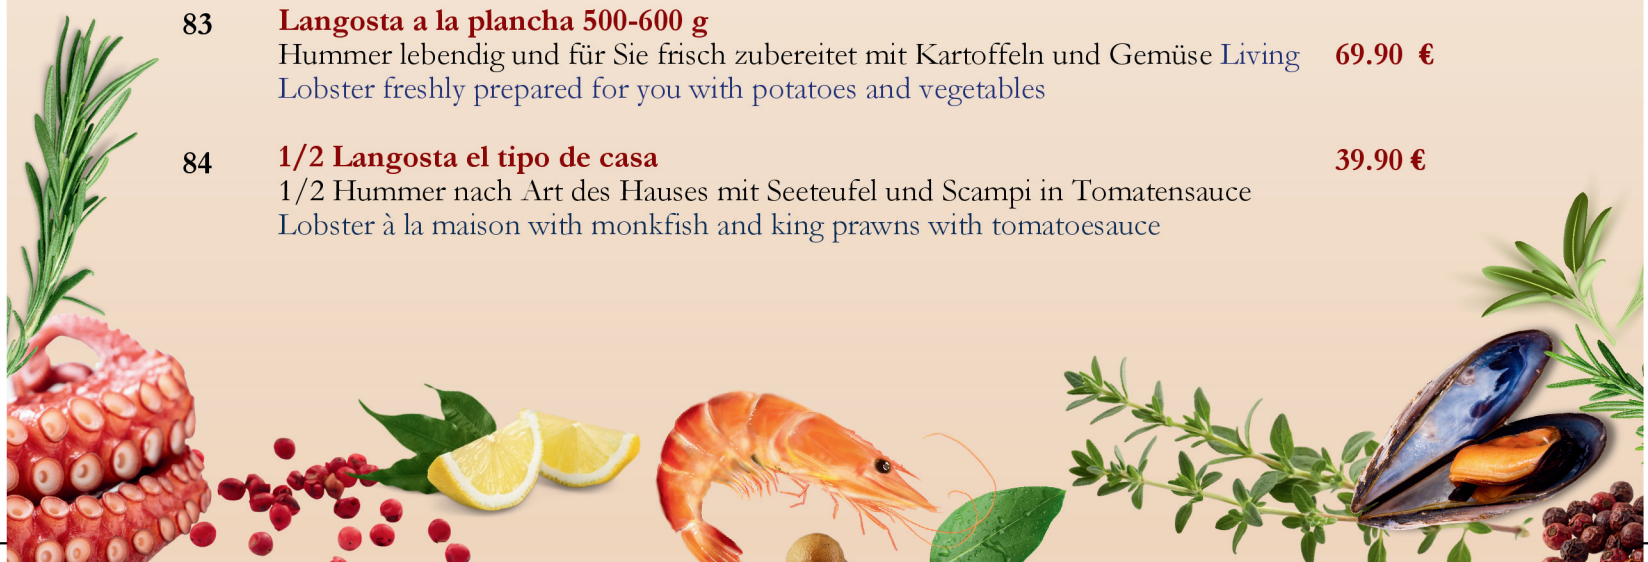 83
Langosta a la plancha 500-600 g
Hummer lebendig und für Sie frisch zubereitet mit Kartoffeln und Gemüse Living 69.90 €
Lobster freshly prepared for you with potatoes and vegetables
84
1/2 Langosta el tipo de casa 39.90 €
1/2 Hummer nach Art des Hauses mit Seeteufel und Scampi in Tomatensauce
Lobster à la maison with monkfish and king prawns with tomatoesauce